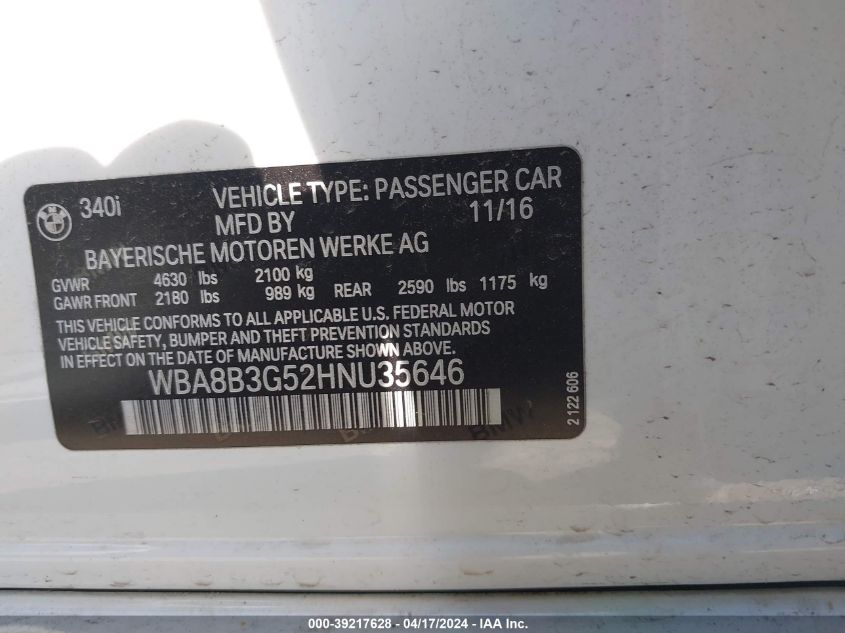 340i
VEHICLE TYPE: PASSENGER CAR
MFD BY 11/16
BAYERISCHE MOTOREN WERKE AG
GVWR 4630 lbs 2100 kg
GAWR FRONT 2180 lbs 989 kg REAR 2590 lbs 1175 kg
THIS VEHICLE CONFORMS TO ALL APPLICABLE U.S. FEDERAL MOTOR
VEHICLE SAFETY, BUMPER AND THEFT PREVENTION STANDARDS
IN EFFECT ON THE DATE OF MANUFACTURE SHOWN ABOVE.
WBA8B3G52HNU35646
2 122 606
BMW
000-39217628 - 04/17/2024 - IAA Inc.